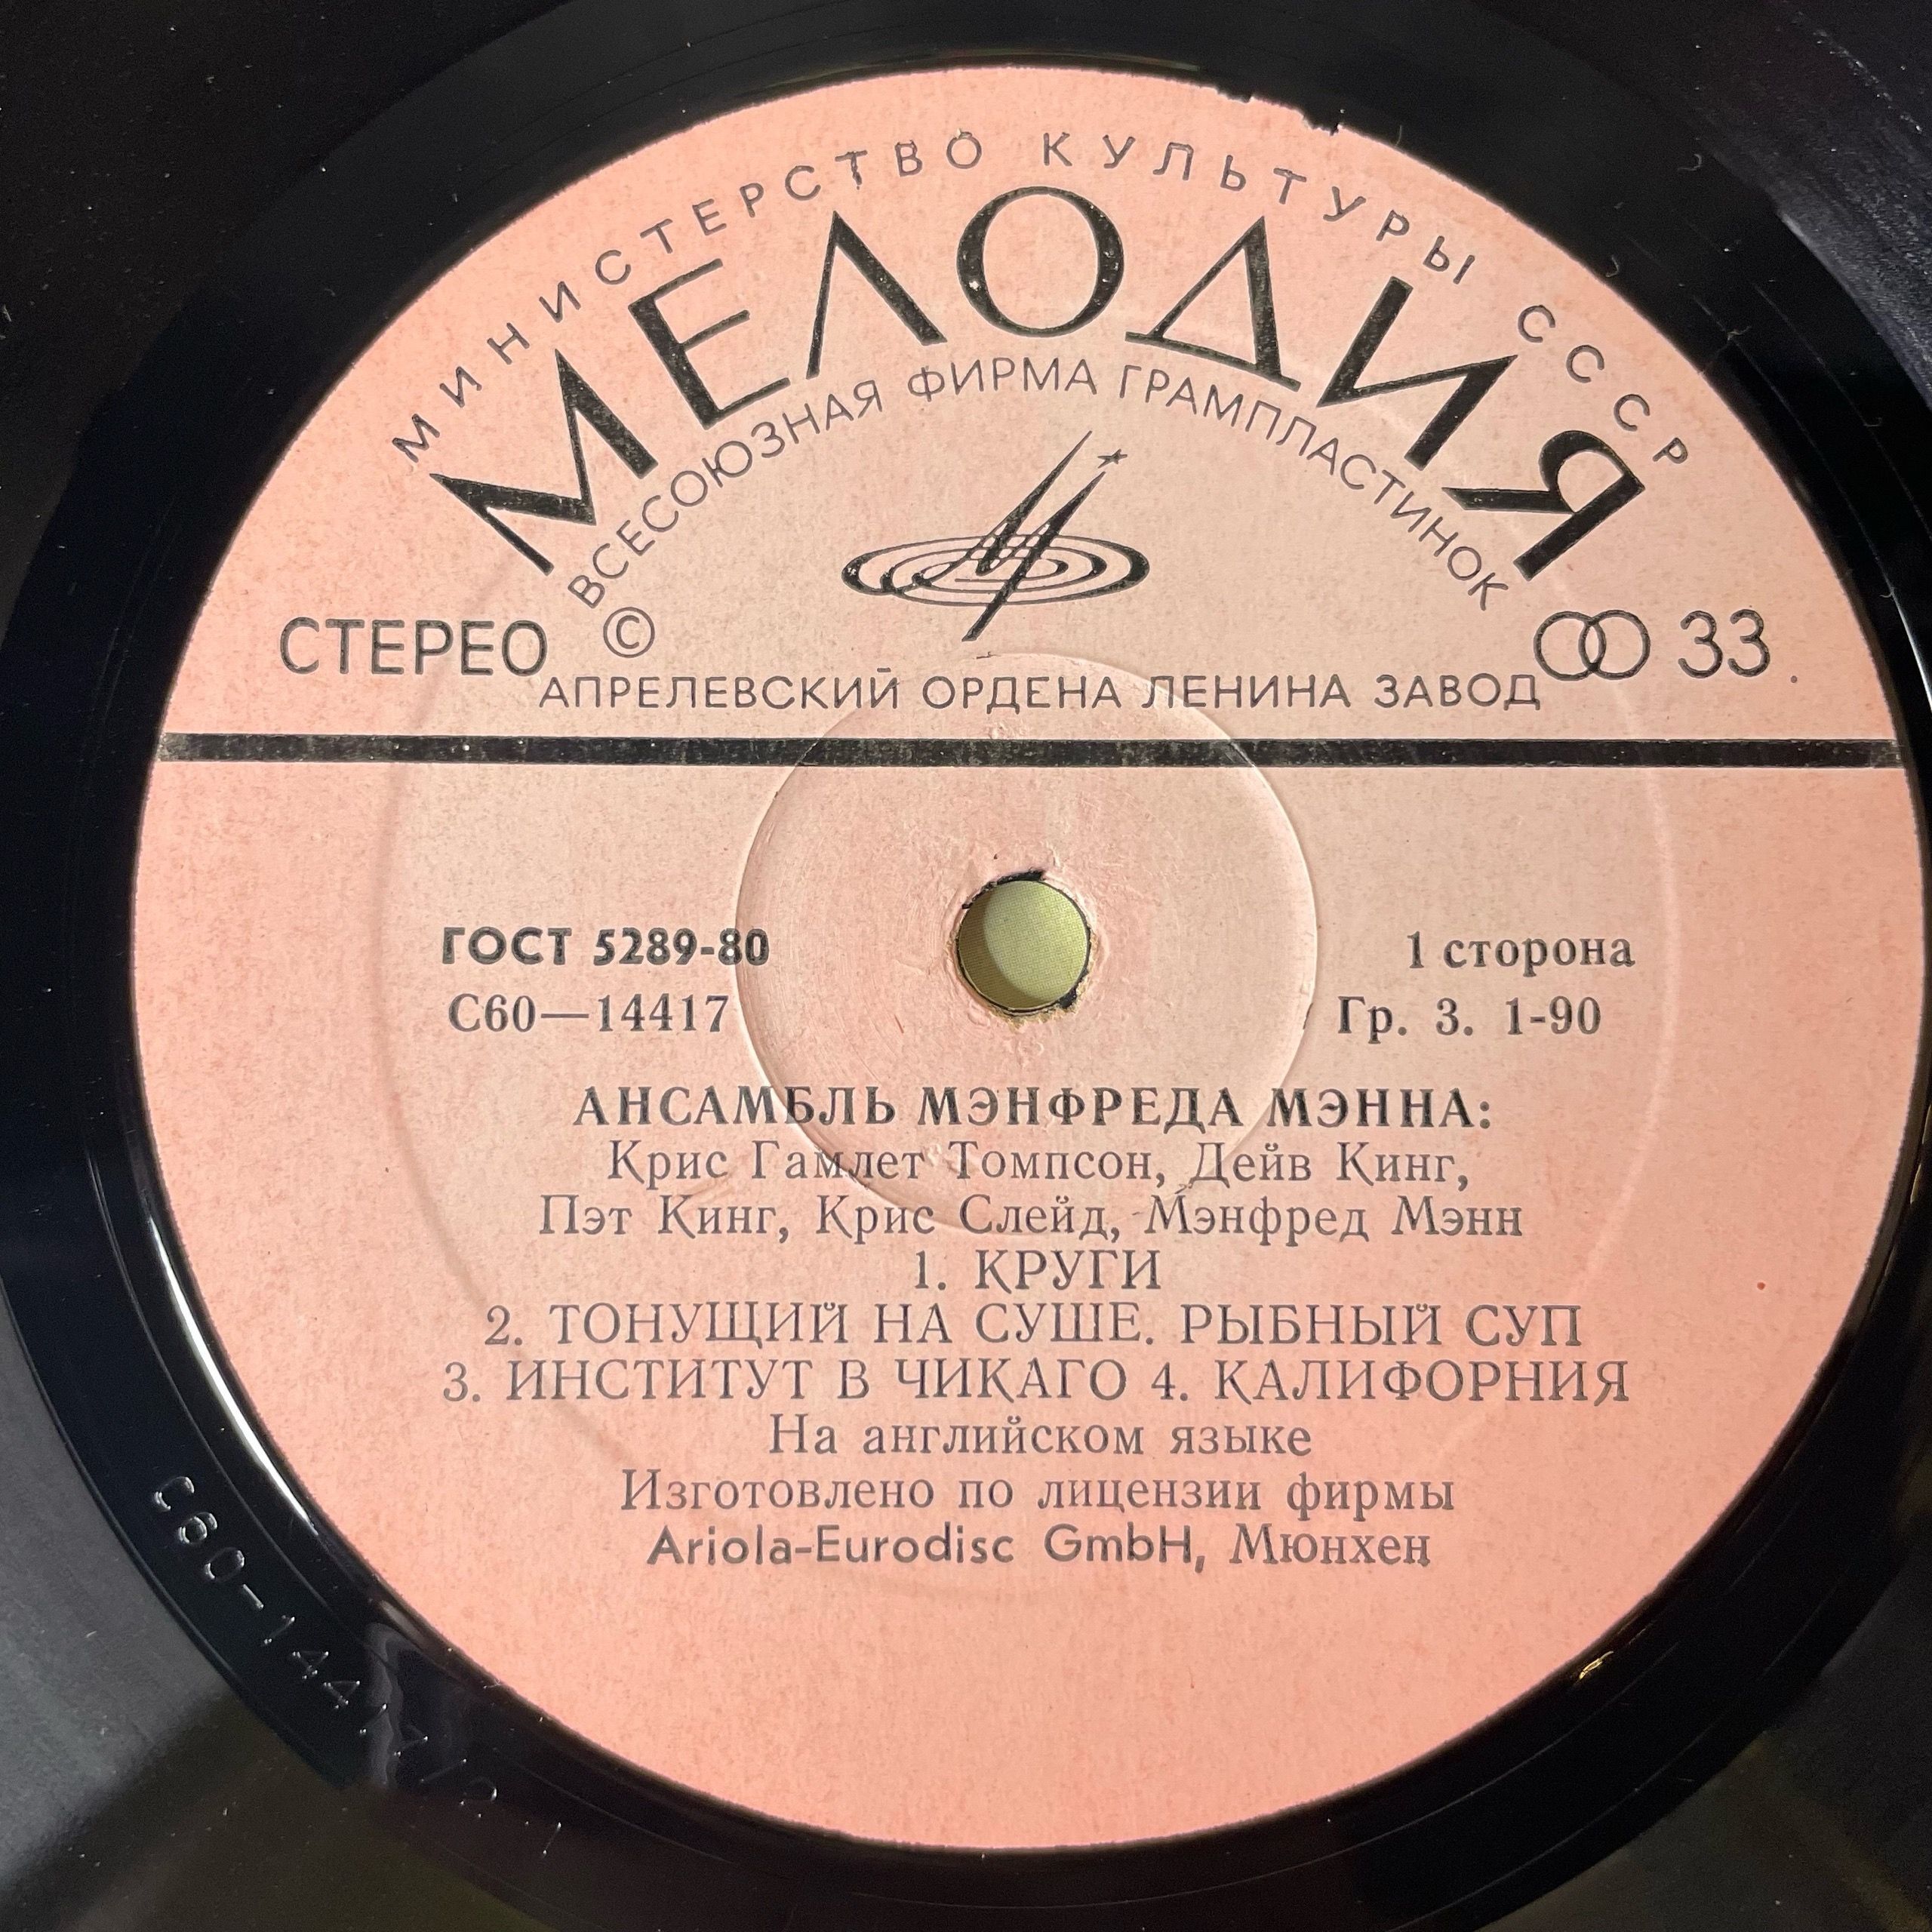 МИНИСТЕРСТВО КУЛЬТУРЫ СССР
МЕЛОДИЯ
ВСЕСОЮЗНАЯ ФИРМА ГРАМПЛАСТИНОК
СТЕРЕО © 33
АПРЕЛЕВСКИЙ ОРДЕНА ЛЕНИНА ЗАВОД
ГОСТ 5289-80 1 сторона
С60—14417 Гр. 3. 1-90
АНСАМБЛЬ МЭНФРЕДА МЭННА:
Крис Гамлет Томпсон, Дейв Кинг,
Пэт Кинг, Крис Слейд, Мэнфред Мэнн
1. КРУГИ
2. ТОНУЩИЙ НА СУШЕ. РЫБНЫЙ СУП
3. ИНСТИТУТ В ЧИКАГО 4. КАЛИФОРНИЯ
На английском языке
Изготовлено по лицензии фирмы
Ariola-Eurodisc GmbH, Мюнхен
С60-14417